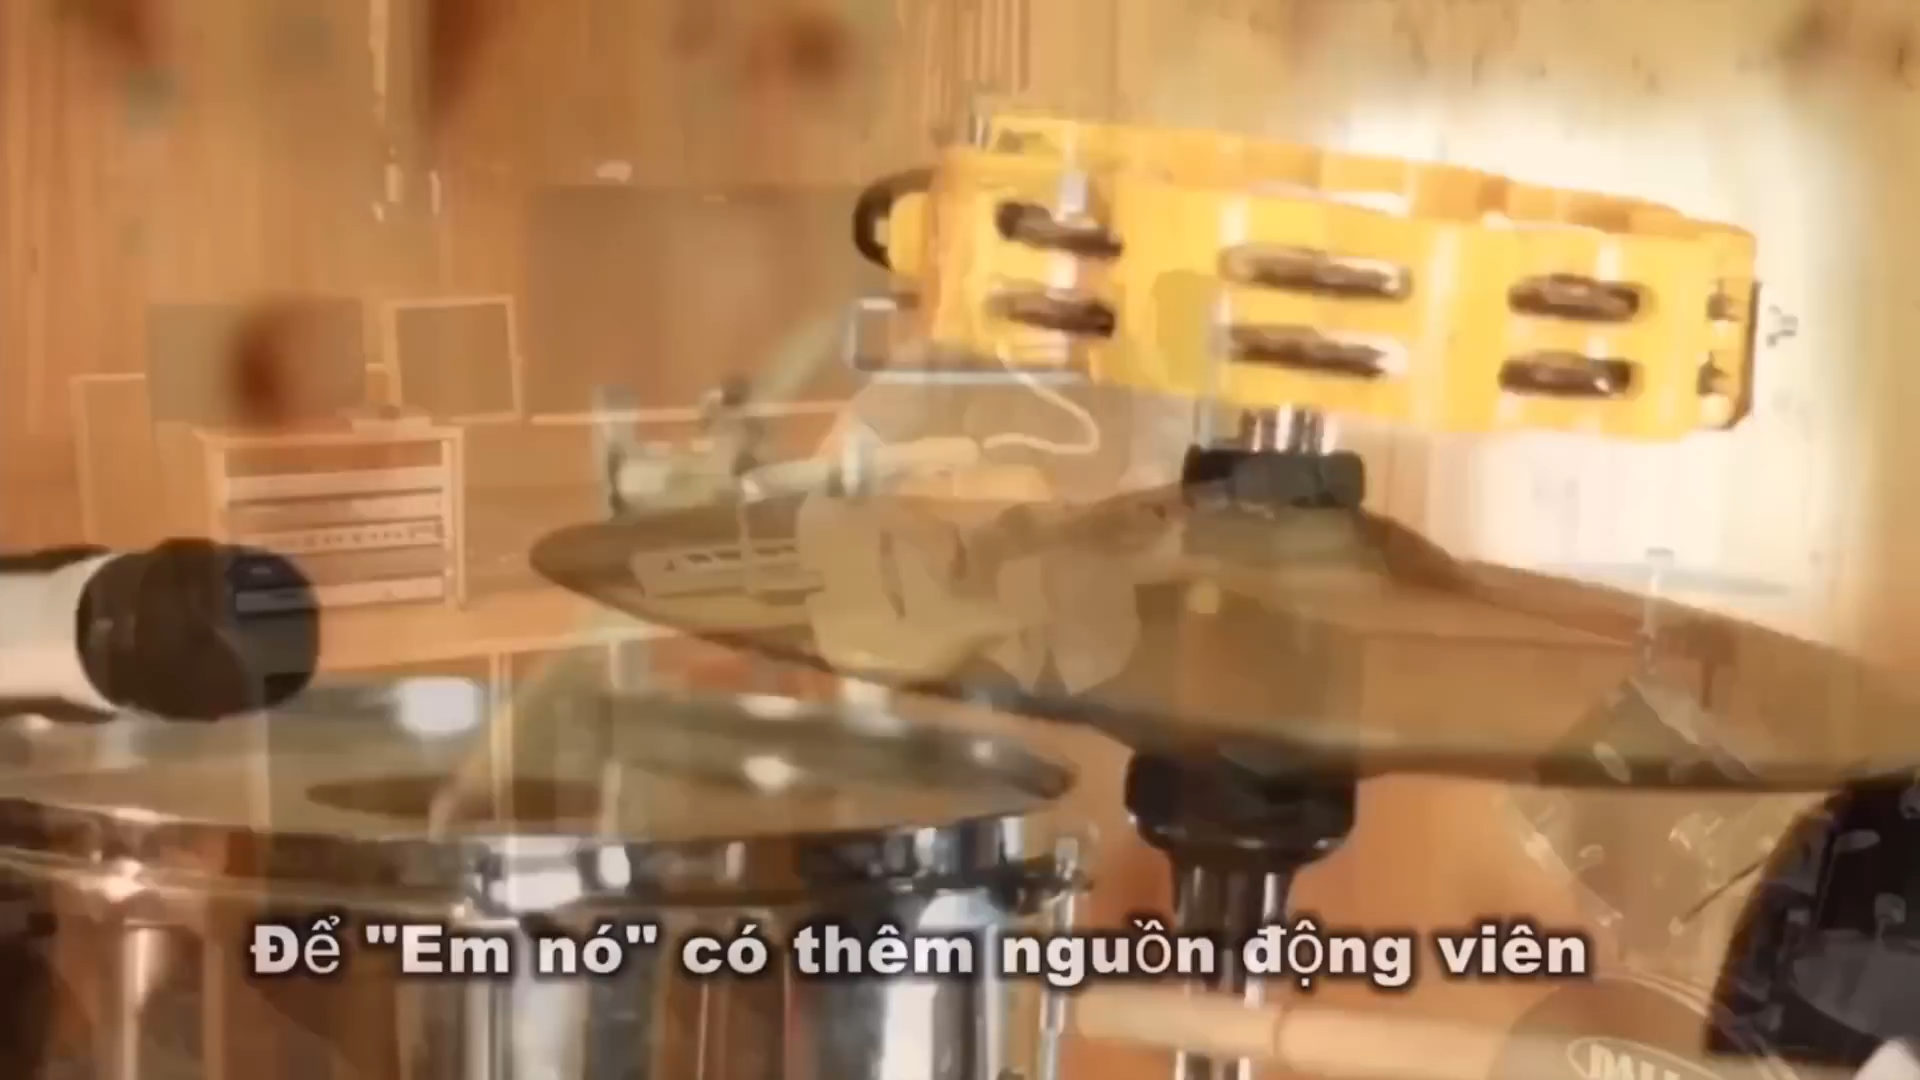 Để "Em nó" có thêm nguồn động viên